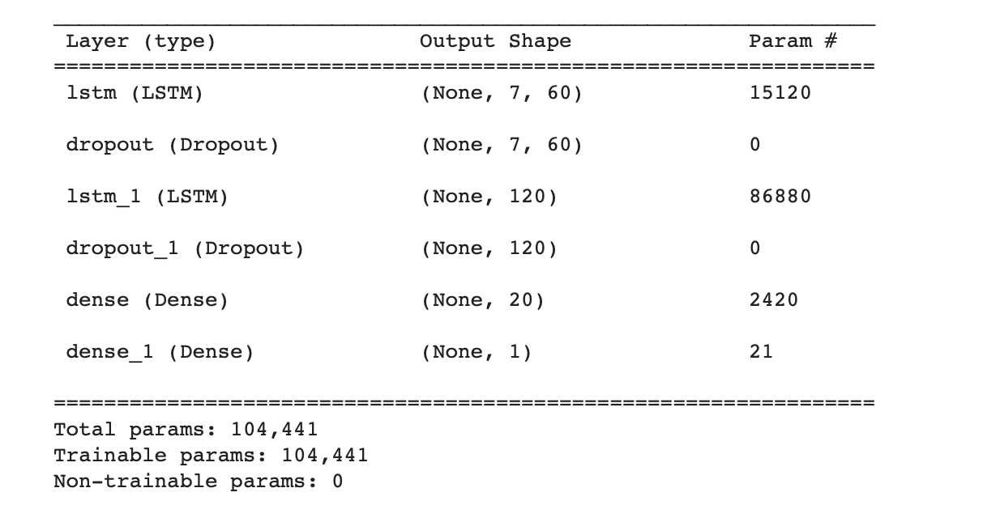 Layer (type) Output Shape Param #
=================================================================
lstm (LSTM) (None, 7, 60) 15120
dropout (Dropout) (None, 7, 60) 0
lstm_1 (LSTM) (None, 120) 86880
dropout_1 (Dropout) (None, 120) 0
dense (Dense) (None, 20) 2420
dense_1 (Dense) (None, 1) 21
=================================================================
Total params: 104,441
Trainable params: 104,441
Non-trainable params: 0